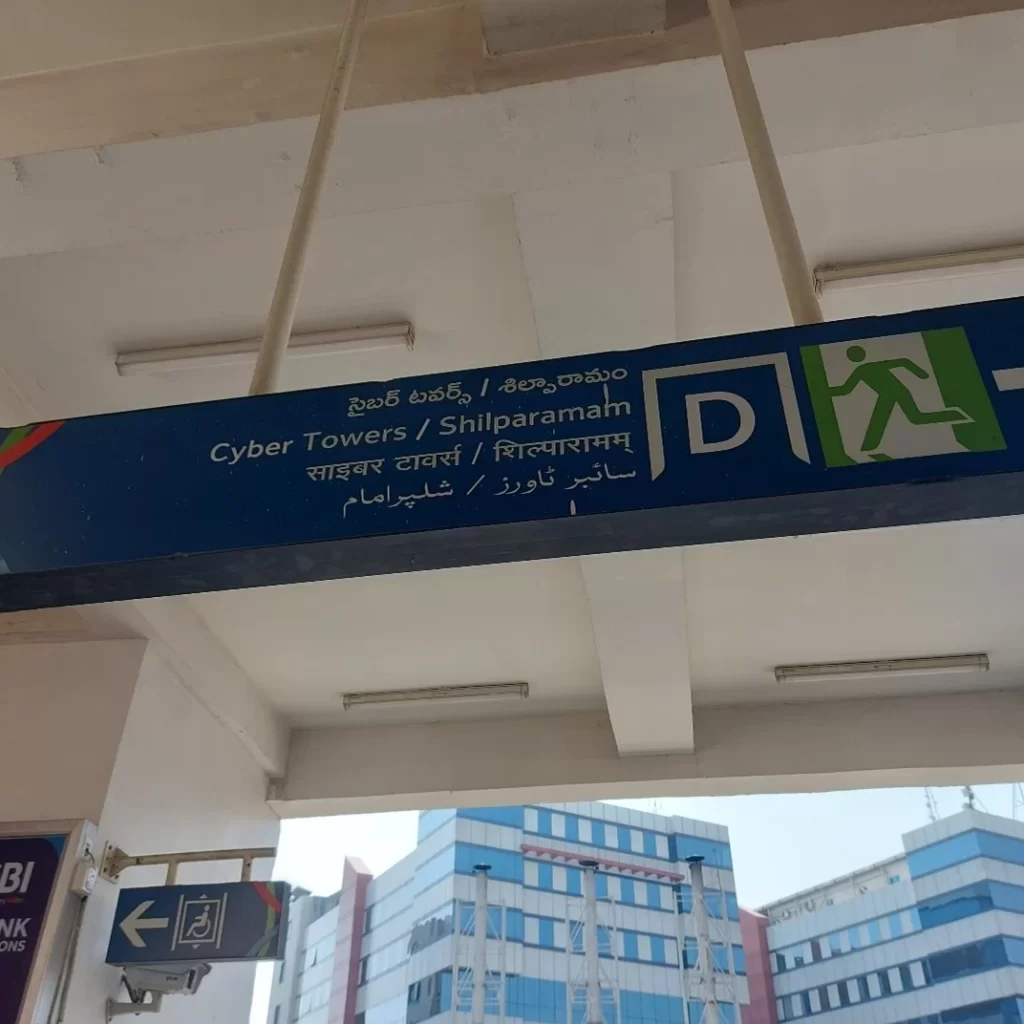 సైబర్ టవర్స్ / శిల్పారామం
Cyber Towers / Shilparamam
साइबर टावर्स / शिल्पारामम्
سائبر ٹاورز / شلپرامام
D